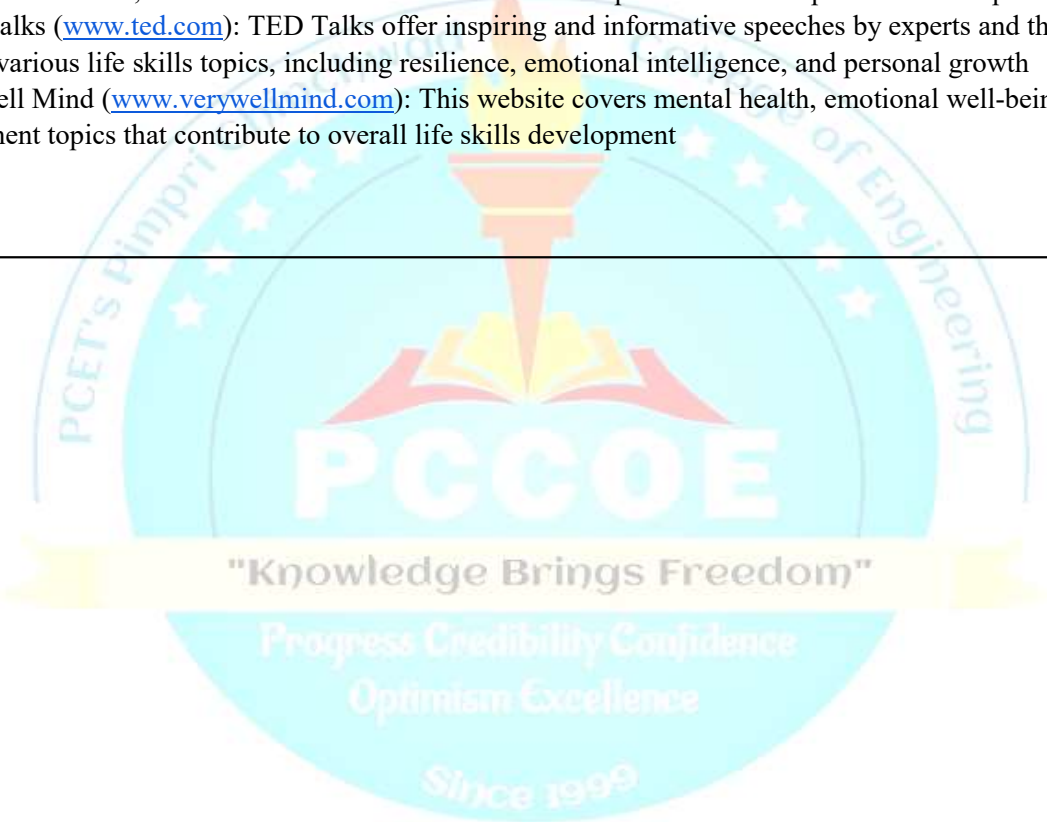 alks (www.ted.com): TED Talks offer inspiring and informative speeches by experts and th
various life skills topics, including resilience, emotional intelligence, and personal growth
ell Mind (www.verywellmind.com): This website covers mental health, emotional well-bein
ent topics that contribute to overall life skills development
PCET's Pimpri Chinchwad College of Engineering
PCCOE
"Knowledge Brings Freedom"
Progress Credibility Confidence
Optimism Excellence
Since 1999